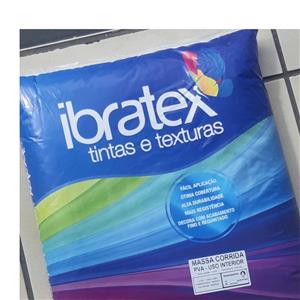 ibratex
tintas e texturas
FÁCIL APLICAÇÃO
ÓTIMA COBERTURA
ALTA DURABILIDADE
MAIS RESISTÊNCIA
DECORA COM ACABAMENTO
FINO E REQUINTADO
MASSA CORRIDA
PVA - USO INTERIOR